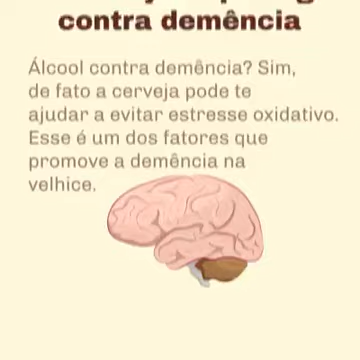 contra demência
Álcool contra demência? Sim,
de fato a cerveja pode te
ajudar a evitar estresse oxidativo.
Esse é um dos fatores que
promove a demência na
velhice.